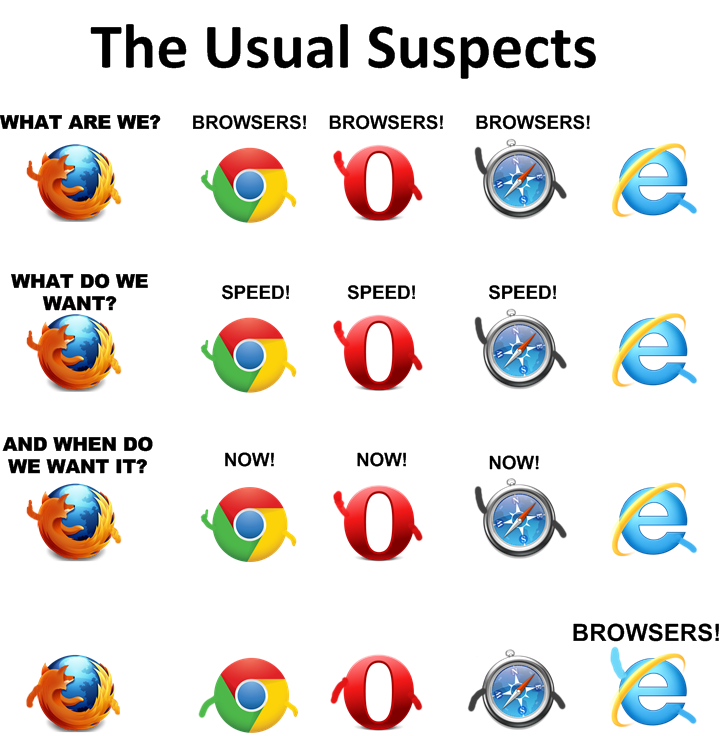 The Usual Suspects
WHAT ARE WE? BROWSERS! BROWSERS! BROWSERS!
WHAT DO WE
WANT?
SPEED! SPEED! SPEED!
AND WHEN DO
WE WANT IT?
NOW! NOW! NOW!
BROWSERS!